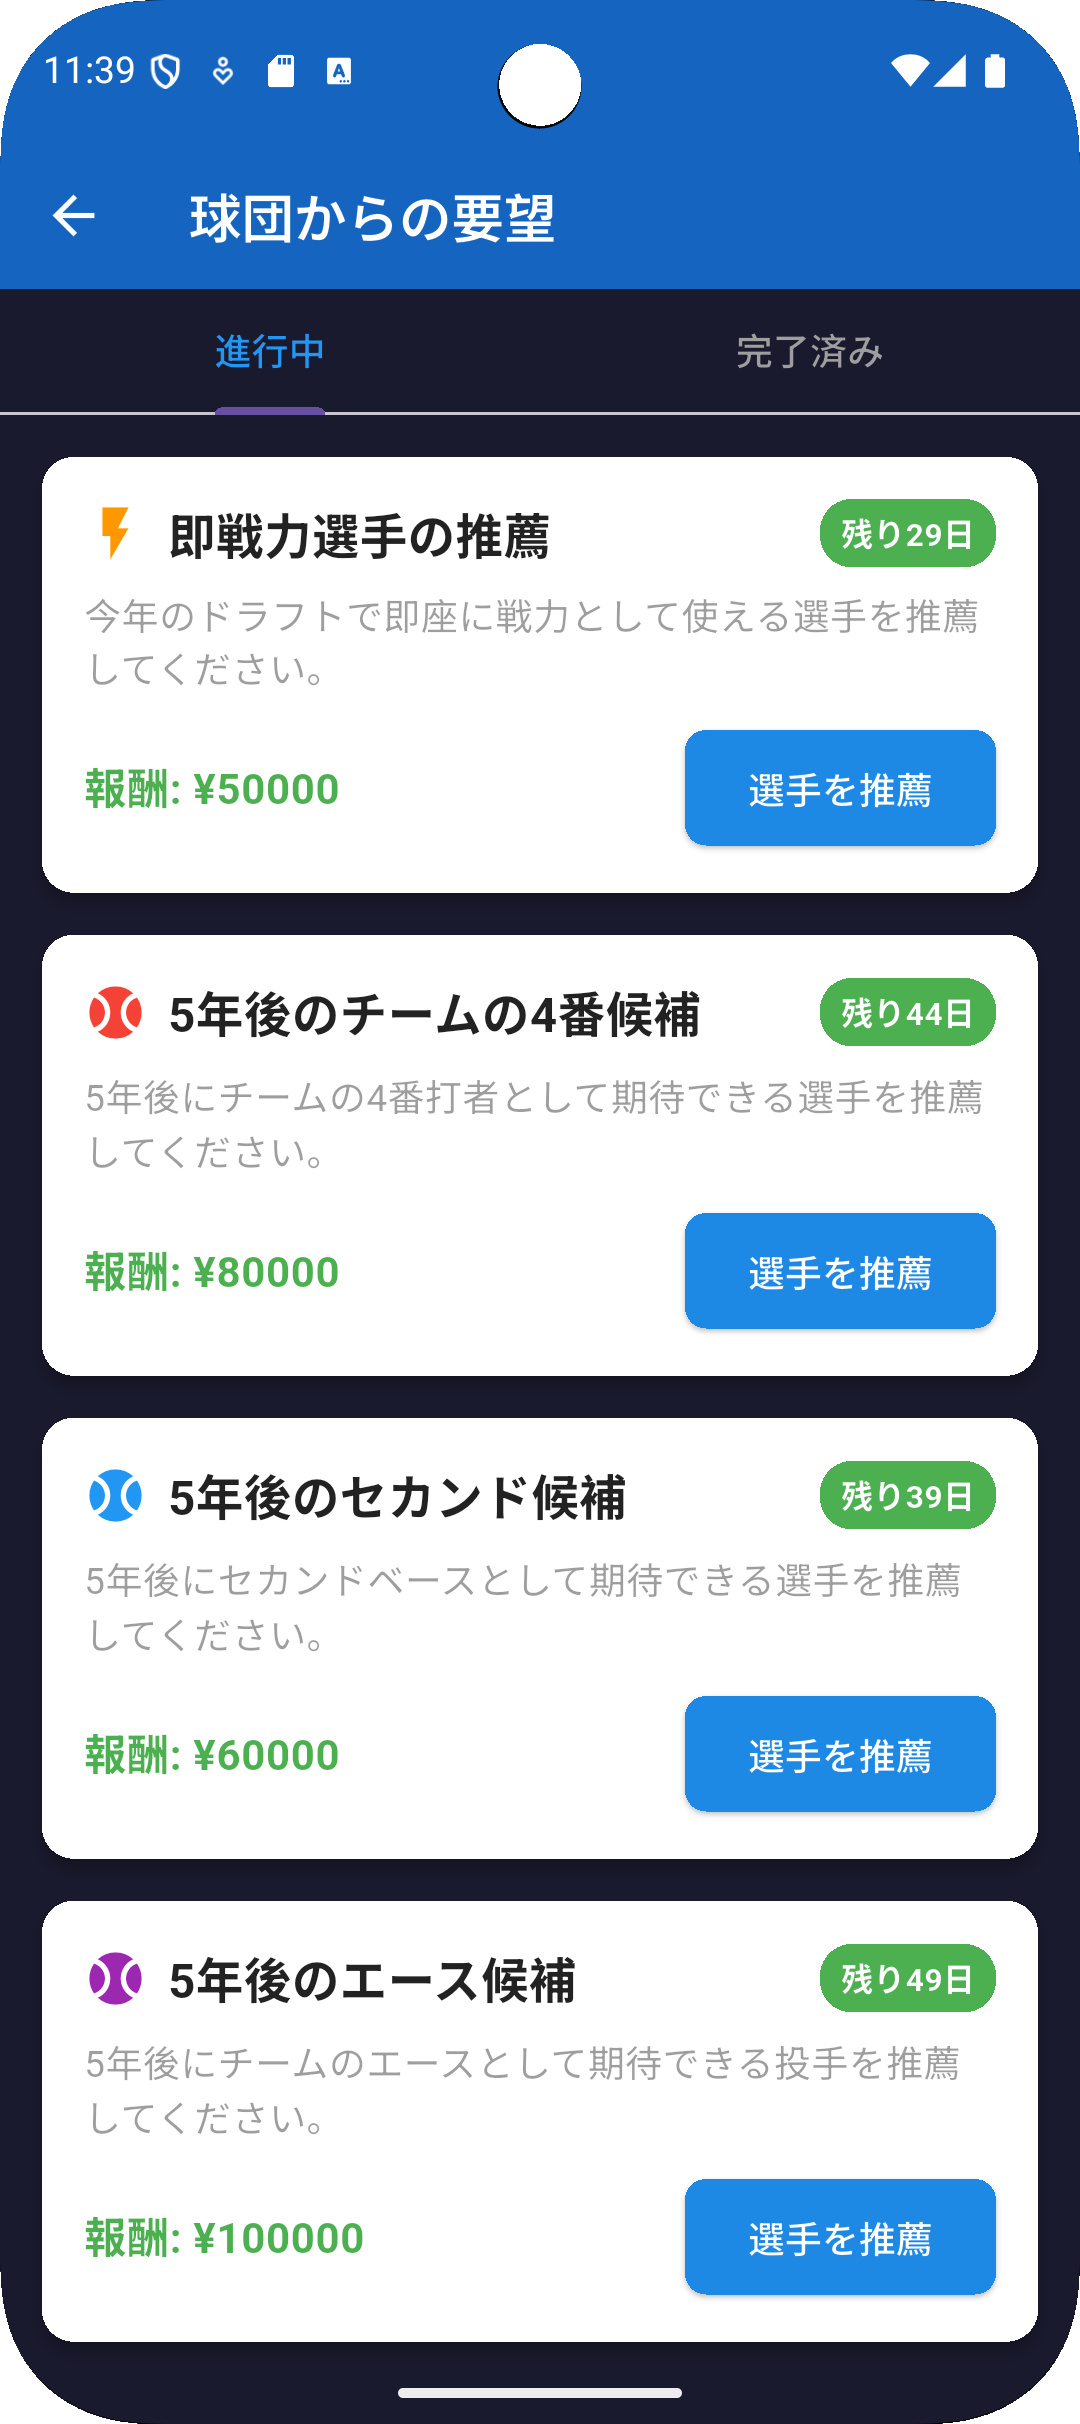 11:39
球団からの要望
進行中
完了済み
即戦力選手の推薦
残り29日
今年のドラフトで即座に戦力として使える選手を推薦
してください。
報酬: ¥50000
選手を推薦
5年後のチームの4番候補
残り44日
5年後にチームの4番打者として期待できる選手を推薦
してください。
報酬: ¥80000
選手を推薦
5年後のセカンド候補
残り39日
5年後にセカンドベースとして期待できる選手を推薦
してください。
報酬: ¥60000
選手を推薦
5年後のエース候補
残り49日
5年後にチームのエースとして期待できる投手を推薦
してください。
報酬: ¥100000
選手を推薦